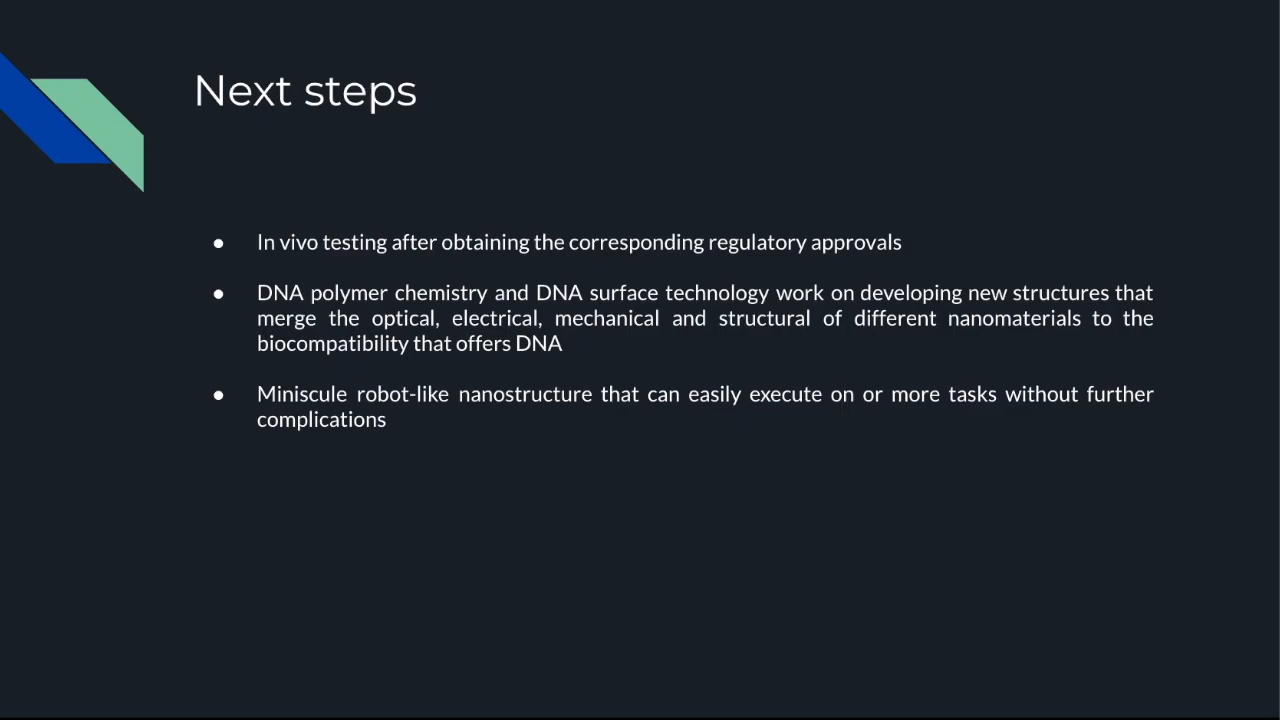 Next steps
● In vivo testing after obtaining the corresponding regulatory approvals
● DNA polymer chemistry and DNA surface technology work on developing new structures that
merge the optical, electrical, mechanical and structural of different nanomaterials to the
biocompatibility that offers DNA
● Miniscule robot-like nanostructure that can easily execute on or more tasks without further
complications